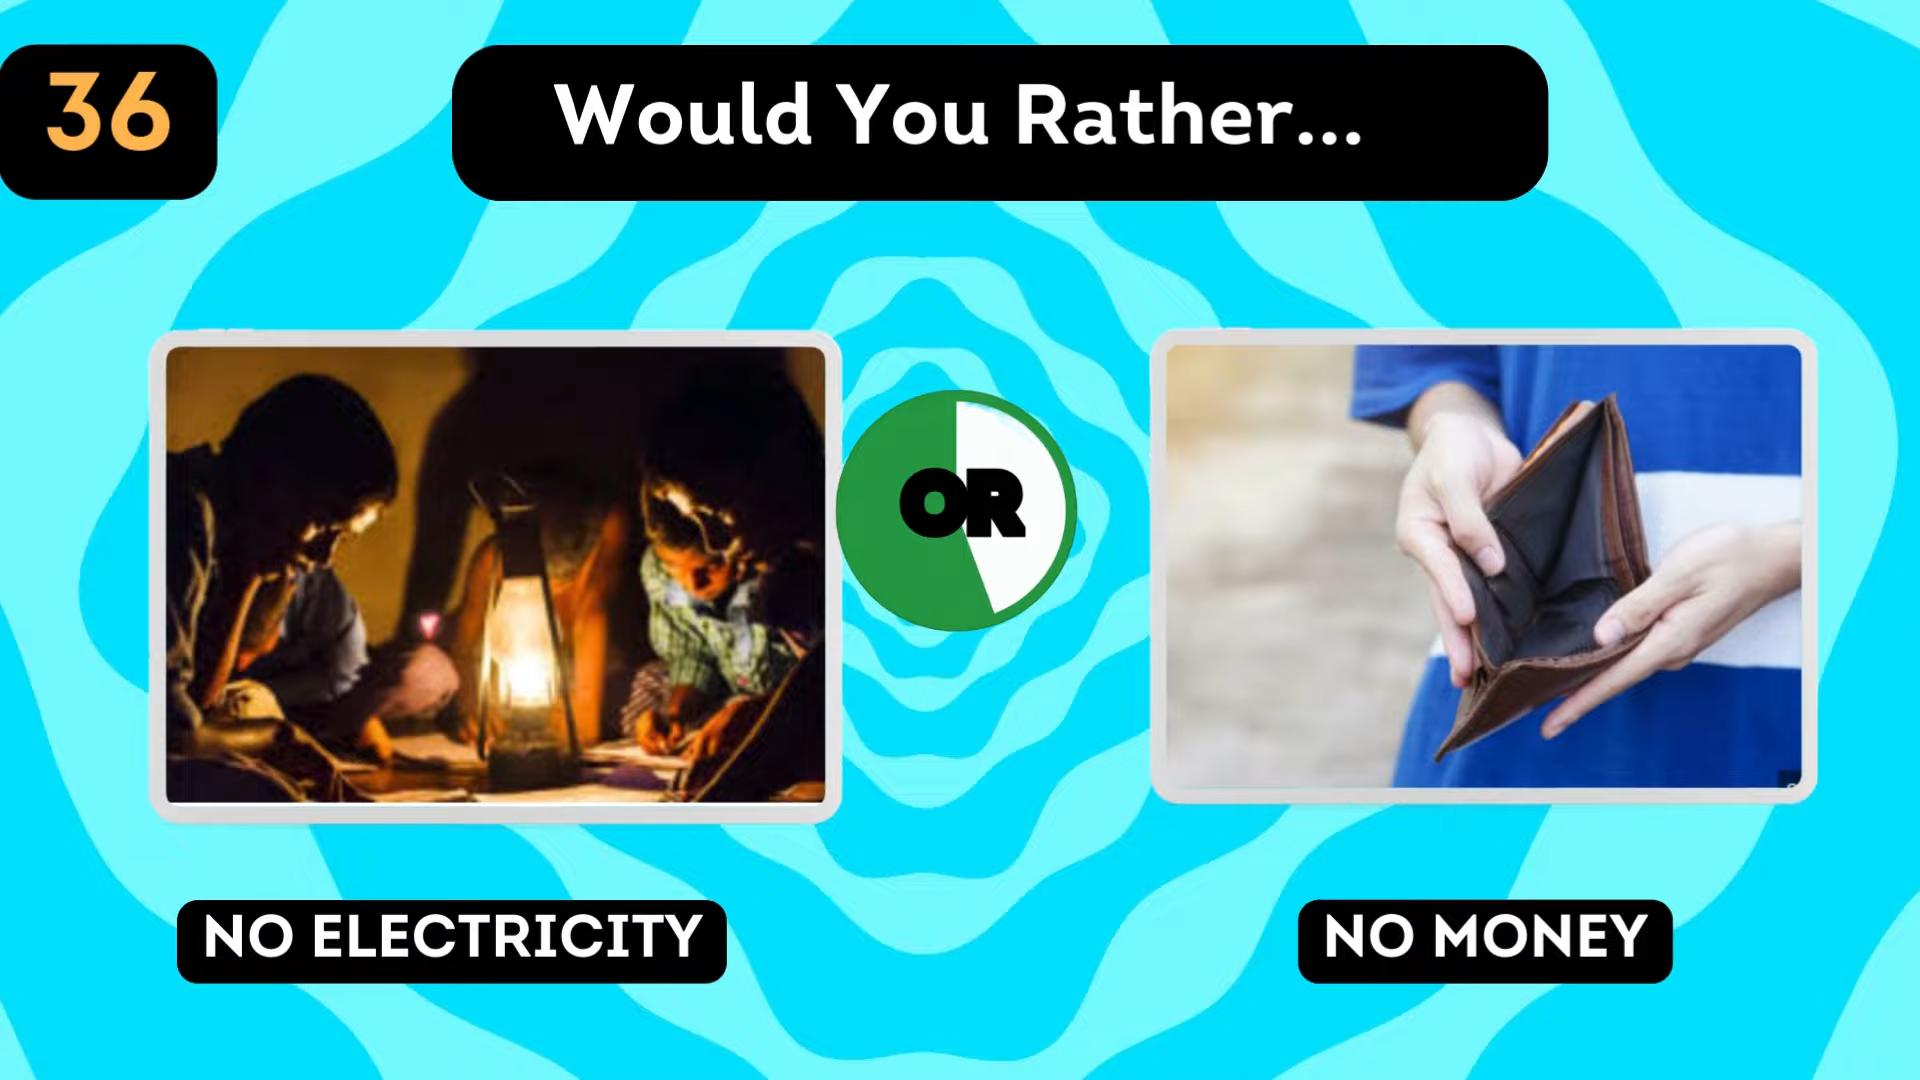 36
Would You Rather...
OR
NO ELECTRICITY
NO MONEY